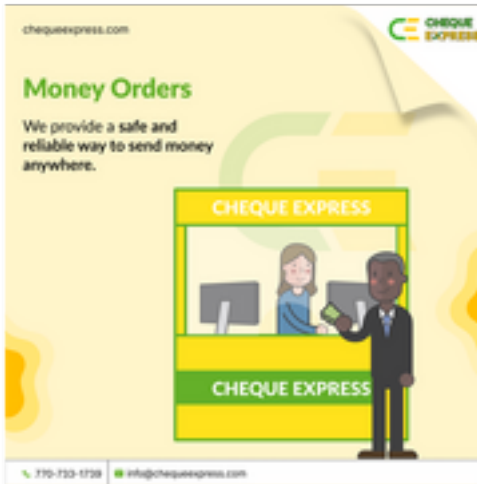 chequeexpress.com
CHEQUE
EXPRESS
Money Orders
We provide a safe and
reliable way to send money
anywhere.
CHEQUE EXPRESS
CHEQUE EXPRESS
770-733-1739 info@chequeexpress.com